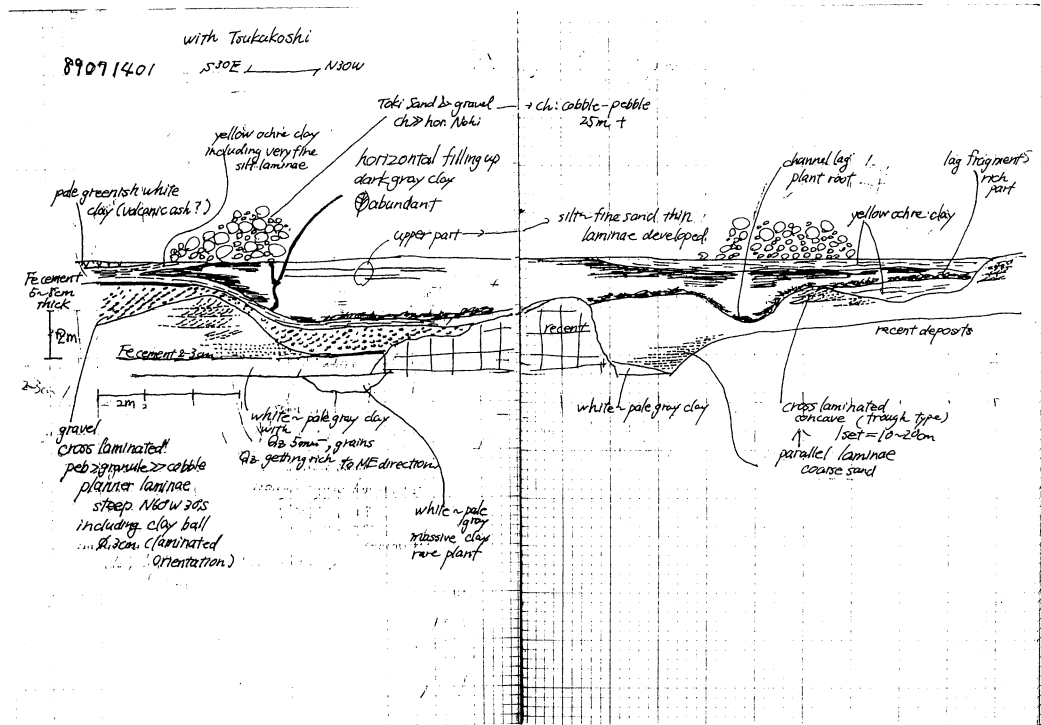 with Tsukakoshi
89071401
S30E N30W
Toki Sand & gravel → ch: cobble-pebble
ch≫hor. Noki 25m +
yellow ochre clay
including very fine
silt laminae
horizontal filling up
dark gray clay
abundant
pale greenish white
clay (volcanic ash?)
upper part →
silt~fine sand thin
laminae developed.
channel lag !
plant root
lag fragments
rich
part
yellow ochre clay
Fe cement
thick
2m
recent
recent deposits
Fe cement 2-3cm
2~3cm
2m
white~pale gray clay
with
Qz 5mm, grains
Qz getting rich to NE direction
white~pale gray clay
cross laminated
concave (trough type)
↑ 1 set = 10~20cm
parallel laminae
coarse sand
gravel
cross laminated!
peb>granule≫cobble
planner laminae
steep N60W 30S
including clay ball
3cm (laminated
orientation)
white~pale
gray
massive clay
rare plant